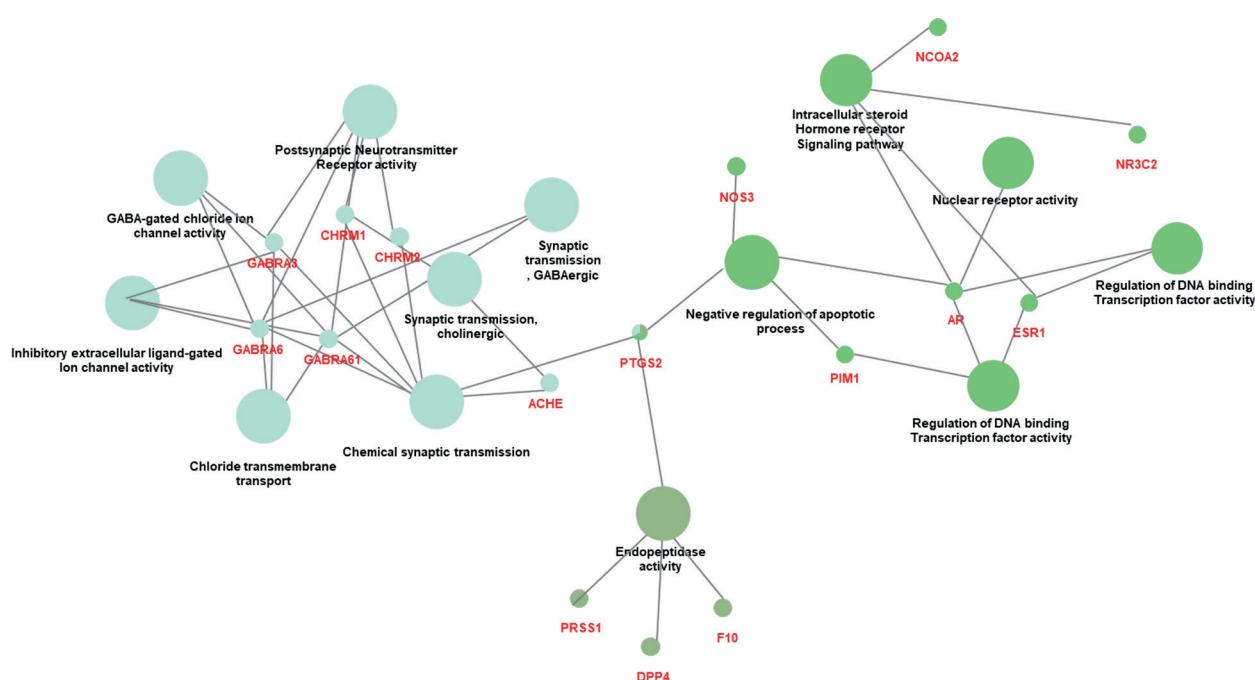 NCOA2
Intracellular steroid
Hormone receptor
Signaling pathway
Postsynaptic Neurotransmitter
Receptor activity
NR3C2
NOS3
Nuclear receptor activity
GABA-gated chloride ion
channel activity
CHRM1
CHRM2
Synaptic
transmission
, GABAergic
GABRA3
Regulation of DNA binding
Transcription factor activity
Negative regulation of apoptotic
process
AR
ESR1
Synaptic transmission,
cholinergic
Inhibitory extracellular ligand-gated
Ion channel activity
GABRA6
GABRA61
PTGS2
PIM1
ACHE
Regulation of DNA binding
Transcription factor activity
Chemical synaptic transmission
Chloride transmembrane
transport
Endopeptidase
activity
PRSS1
F10
DPP4